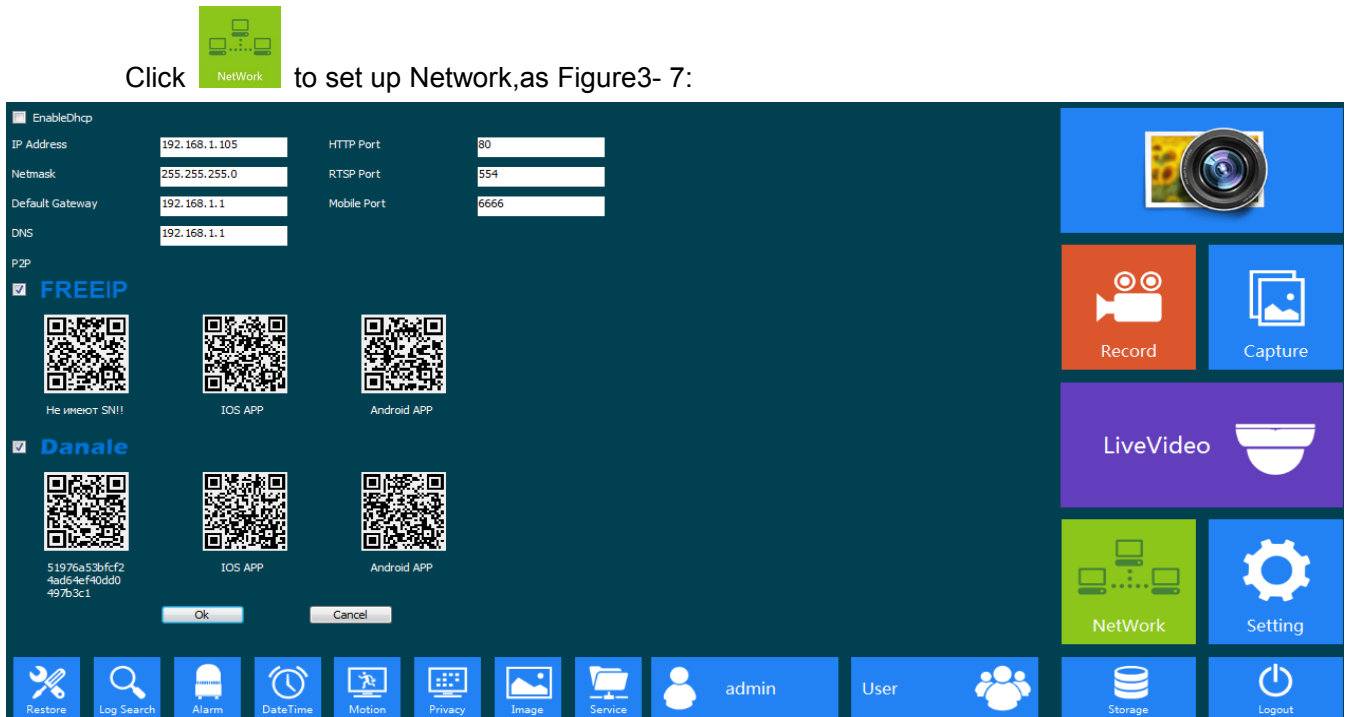 NetWork
Click to set up Network,as Figure3- 7:
EnableDhcp
IP Address 192.168.1.105 HTTP Port 80
Netmask 255.255.255.0 RTSP Port 554
Default Gateway 192.168.1.1 Mobile Port 6666
DNS 192.168.1.1
P2P
FREEIP
Не имеют SN!! IOS APP Android APP
Danale
51976a53bfcf2
4ad64ef40dd0
497b3c1
IOS APP Android APP
Ok Cancel
Record Capture
LiveVideo
NetWork Setting
Restore Log Search Alarm DateTime Motion Privacy Image Service admin User Storage Logout